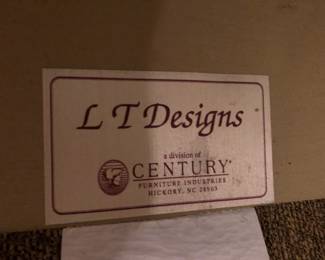 L T Designs
a division of
CENTURY®
FURNITURE INDUSTRIES
HICKORY, NC 28603